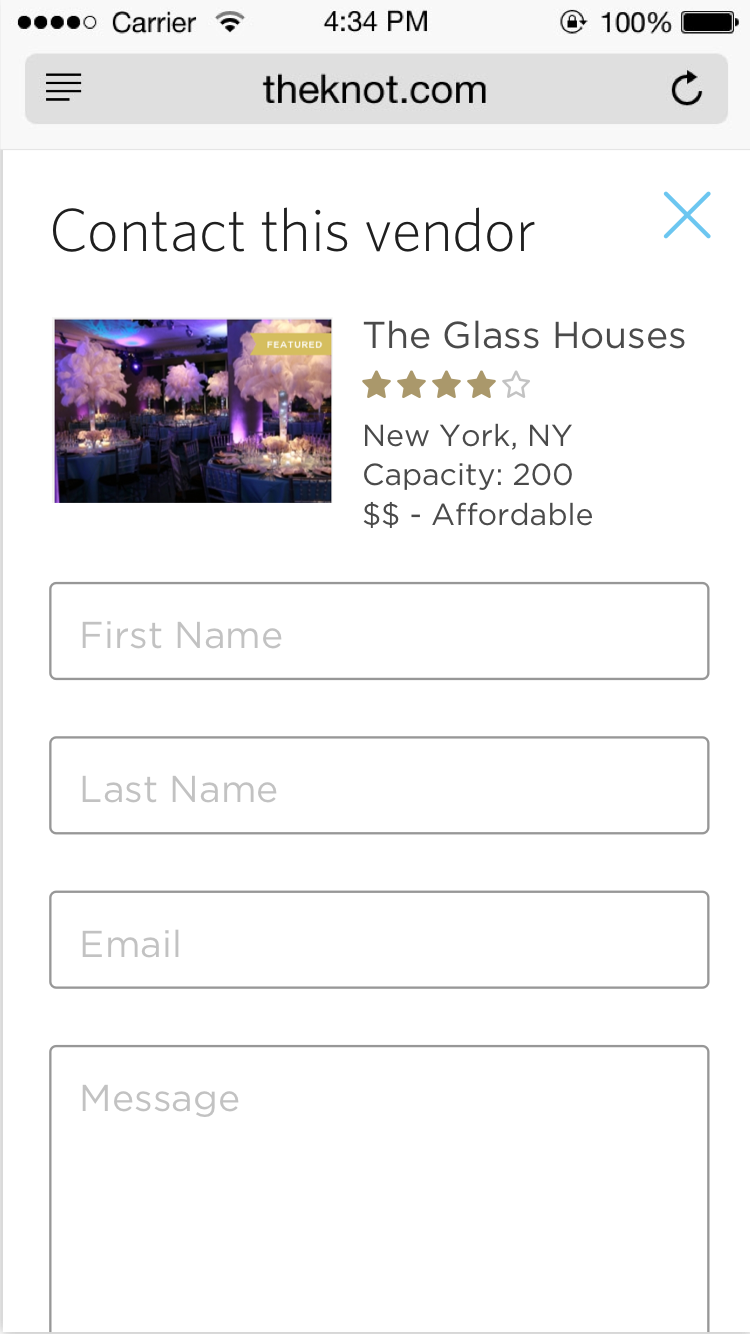 Carrier 4:34 PM 100%
theknot.com
Contact this vendor
FEATURED
The Glass Houses
New York, NY
Capacity: 200
$$ - Affordable
First Name
Last Name
Email
Message